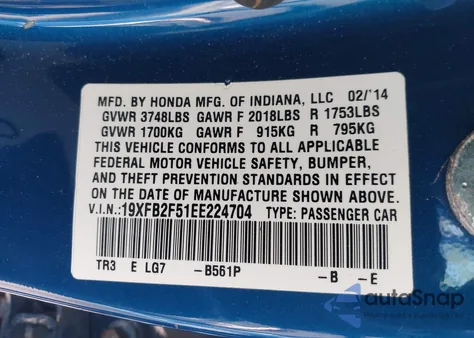 MFD. BY HONDA MFG. OF INDIANA, LLC 02/'14
GVWR 3748LBS GAWR F 2018LBS R 1753LBS
GVWR 1700KG GAWR F 915KG R 795KG
THIS VEHICLE CONFORMS TO ALL APPLICABLE
FEDERAL MOTOR VEHICLE SAFETY, BUMPER,
AND THEFT PREVENTION STANDARDS IN EFFECT
ON THE DATE OF MANUFACTURE SHOWN ABOVE.
V.I.N.:19XFB2F51EE224704 TYPE: PASSENGER CAR
TR3 E LG7 -B561P -B -E
autoSnap